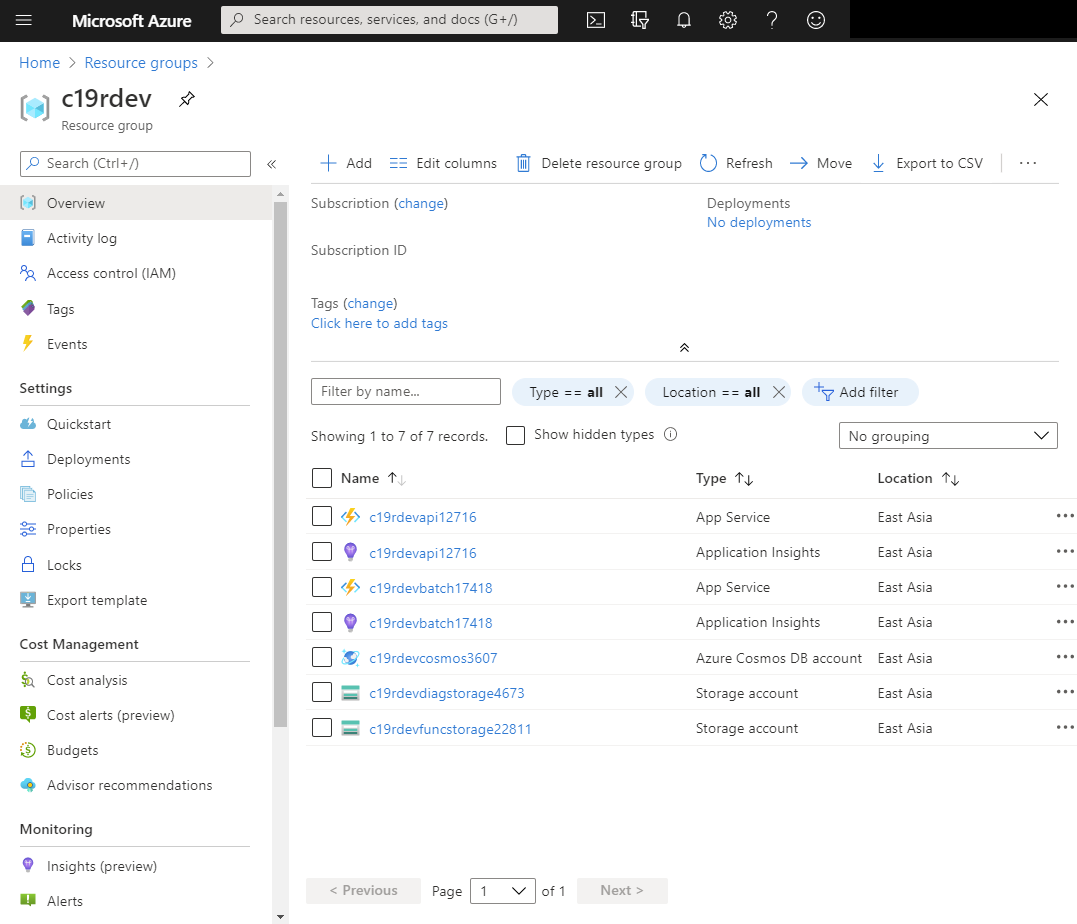 Microsoft Azure
Search resources, services, and docs (G+/)
Home > Resource groups >
c19rdev
Resource group
Search (Ctrl+/)
«
Add
Edit columns
Delete resource group
Refresh
Move
Export to CSV
...
Overview
Activity log
Access control (IAM)
Tags
Events
Settings
Quickstart
Deployments
Policies
Properties
Locks
Export template
Cost Management
Cost analysis
Cost alerts (preview)
Budgets
Advisor recommendations
Monitoring
Insights (preview)
Alerts
Subscription (change)
Subscription ID
Tags (change)
Click here to add tags
Deployments
No deployments
Filter by name...
Type == all
Location == all
Add filter
Showing 1 to 7 of 7 records.
Show hidden types
No grouping
Name Type Location
c19rdevapi12716 App Service East Asia
c19rdevapi12716 Application Insights East Asia
c19rdevbatch17418 App Service East Asia
c19rdevbatch17418 Application Insights East Asia
c19rdevcosmos3607 Azure Cosmos DB account East Asia
c19rdevdiagstorage4673 Storage account East Asia
c19rdevfuncstorage22811 Storage account East Asia
< Previous Page 1 of 1 Next >